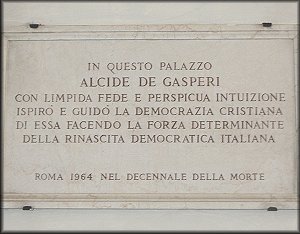 IN QUESTO PALAZZO
ALCIDE DE GASPERI
CON LIMPIDA FEDE E PERSPICUA INTUIZIONE
ISPIRÒ E GUIDÒ LA DEMOCRAZIA CRISTIANA
DI ESSA FACENDO LA FORZA DETERMINANTE
DELLA RINASCITA DEMOCRATICA ITALIANA
ROMA 1964 NEL DECENNALE DELLA MORTE